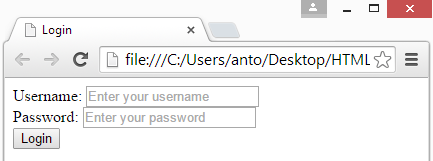 Login
file:///C:/Users/anto/Desktop/HTML
Username: Enter your username
Password: Enter your password
Login